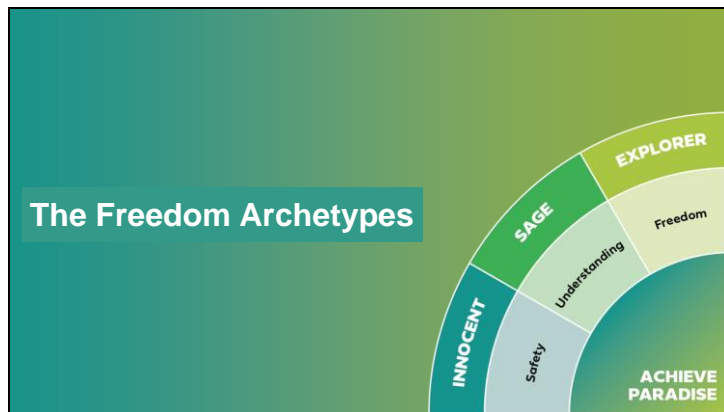 The Freedom Archetypes
EXPLORER
Freedom
SAGE
Understanding
INNOCENT
Safety
ACHIEVE
PARADISE